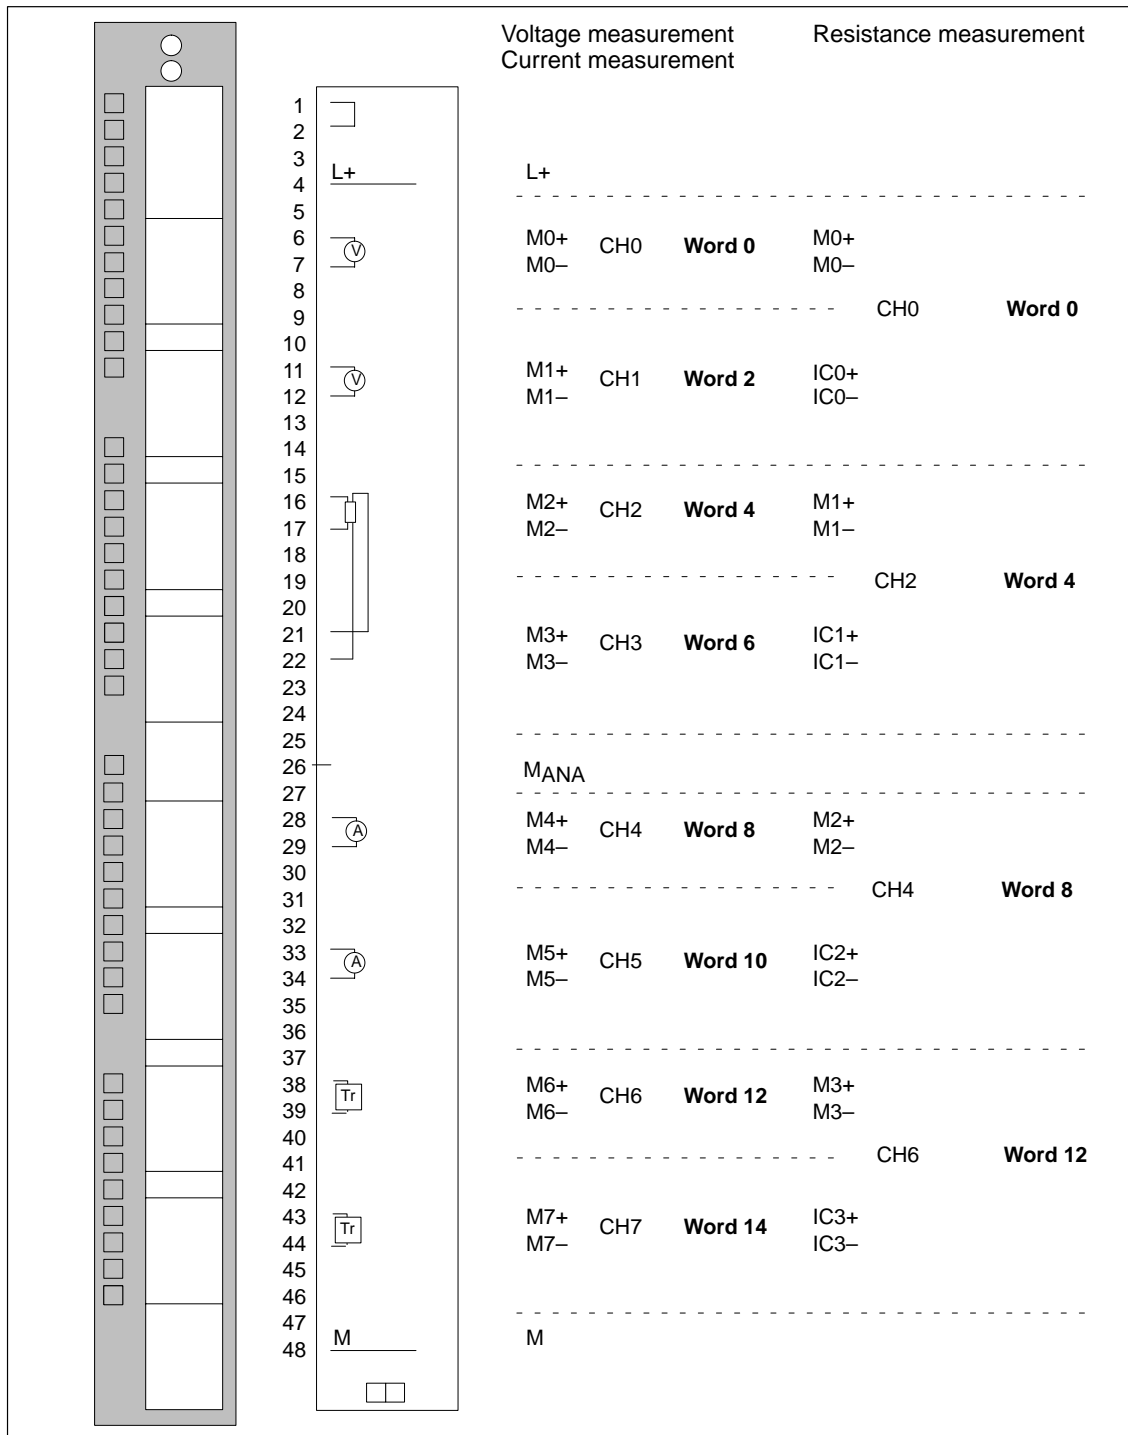 Voltage measurement Resistance measurement
Current measurement
1
2
3
4 L+ L+
5
6 V M0+ CH0 Word 0 M0+
7 M0– M0–
8
9 CH0 Word 0
10
11 V M1+ CH1 Word 2 IC0+
12 M1– IC0–
13
14
15
16 M2+ CH2 Word 4 M1+
17 M2– M1–
18
19 CH2 Word 4
20
21 M3+ CH3 Word 6 IC1+
22 M3– IC1–
23
24
25
26 MANA
27
28 A M4+ CH4 Word 8 M2+
29 M4– M2–
30
31 CH4 Word 8
32
33 A M5+ CH5 Word 10 IC2+
34 M5– IC2–
35
36
37
38 Tr M6+ CH6 Word 12 M3+
39 M6– M3–
40
41 CH6 Word 12
42
43 Tr M7+ CH7 Word 14 IC3+
44 M7– IC3–
45
46
47
48 M M